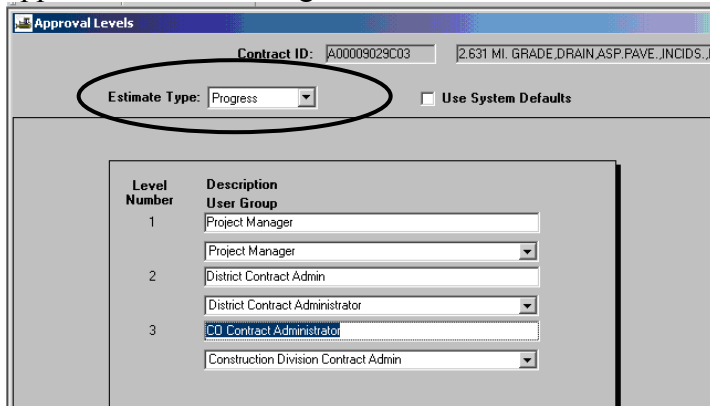 Approval Levels
Contract ID: A00009029C03 2.631 MI. GRADE,DRAIN,ASP.PAVE.,INCIDS.,
Estimate Type: Progress Use System Defaults
Level Description
Number User Group
1 Project Manager
Project Manager
2 District Contract Admin
District Contract Administrator
3 CO Contract Administrator
Construction Division Contract Admin